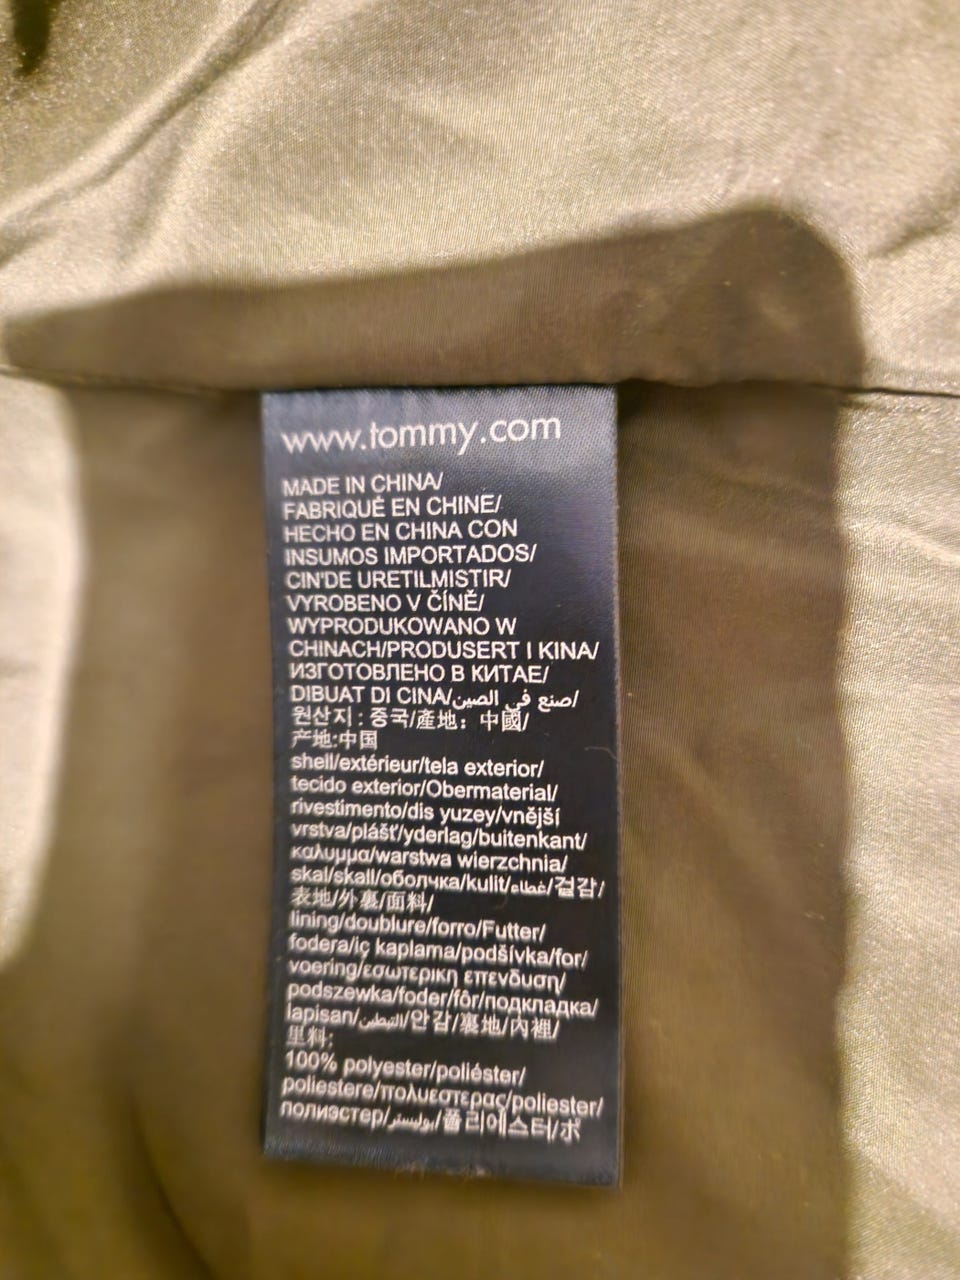 www.tommy.com
MADE IN CHINA/
FABRIQUÉ EN CHINE/
HECHO EN CHINA CON
INSUMOS IMPORTADOS/
CIN'DE URETILMISTIR/
VYROBENO V ČÍNĚ/
WYPRODUKOWANO W
CHINACH/PRODUSERT I KINA/
ИЗГОТОВЛЕНО В КИТАЕ/
DIBUAT DI CINA/صنع في الصين/
원산지 : 중국/產地：中國/
产地:中国
shell/extérieur/tela exterior/
tecido exterior/Obermaterial/
rivestimento/dis yuzey/vnější
vrstva/plášť/yderlag/buitenkant/
καλυμμα/warstwa wierzchnia/
skal/skall/оболчка/kulit/غطاء/겉감/
表地/外裏/面料/
lining/doublure/forro/Futter/
fodera/iç kaplama/podšívka/for/
voering/εσωτερικη επενδυση/
podszewka/foder/fôr/подкладка/
lapisan/التبطين/안감/裏地/內裡/
里料:
100% polyester/poliéster/
poliestere/πολυεστερας/poliester/
полиэстер/بوليستر/폴리에스터/ポ